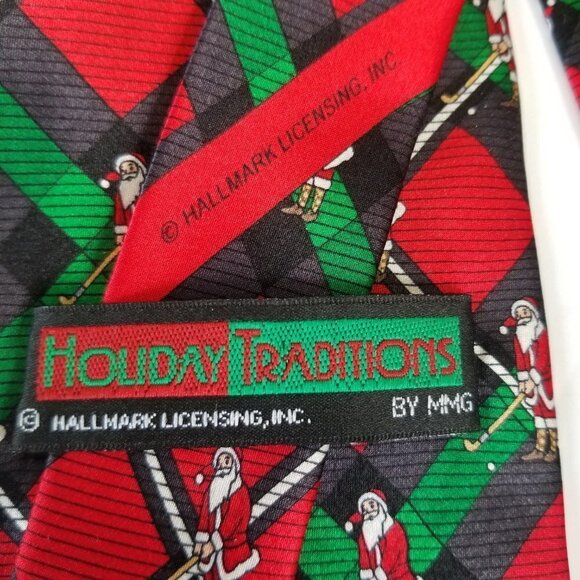 © HALLMARK LICENSING, INC
HOLIDAY TRADITIONS
© HALLMARK LICENSING, INC.
BY MMG